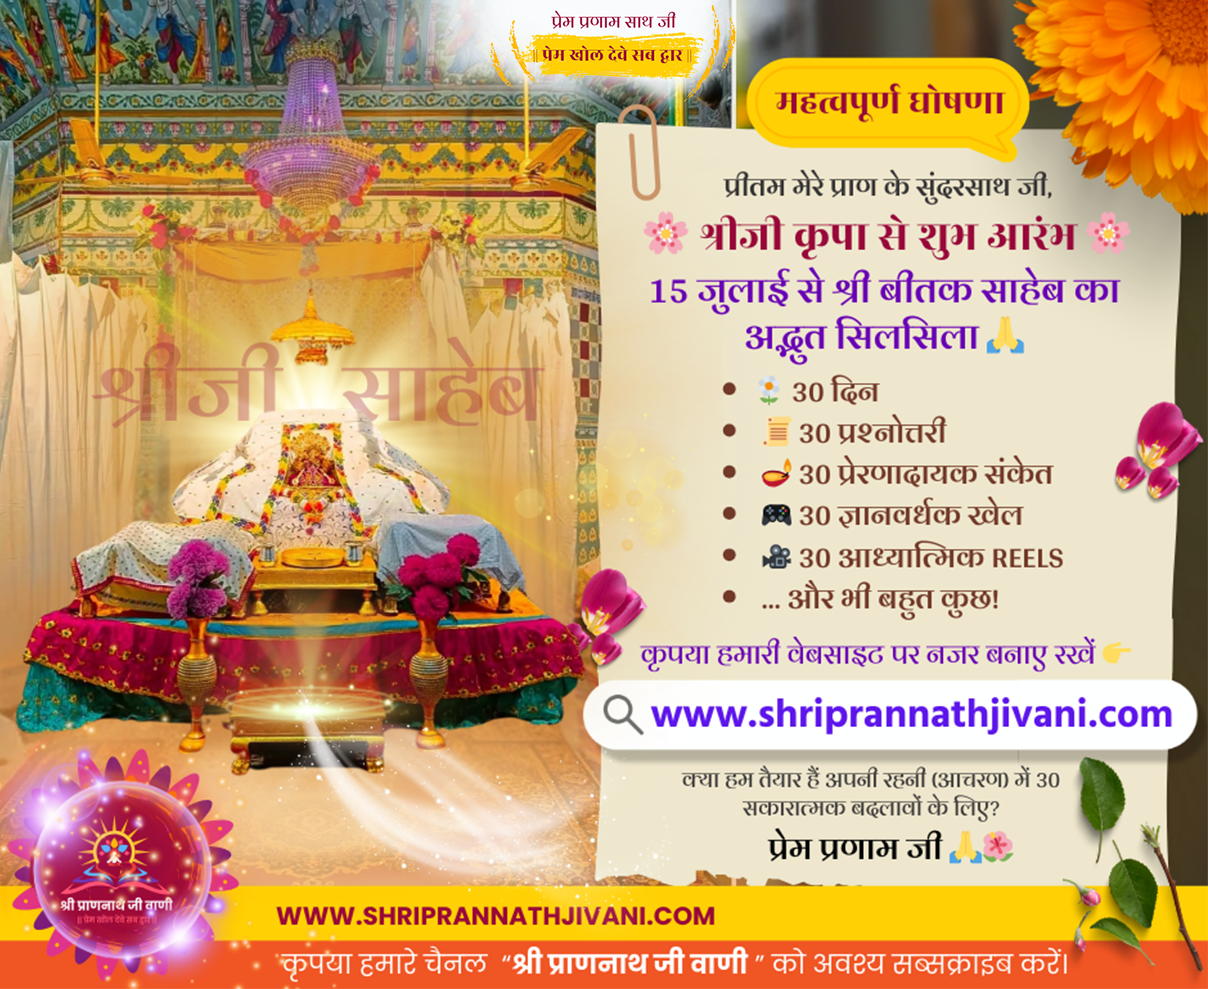 प्रेम प्रणाम साथ जी
॥ प्रेम खोल देवे सब द्वार ॥
महत्वपूर्ण घोषणा
प्रीतम मेरे प्राण के सुंदरसाथ जी,
🌸 श्रीजी कृपा से शुभ आरंभ 🌸
15 जुलाई से श्री बीतक साहेब का
अद्भुत सिलसिला 🙏
• 🌼 30 दिन
• 📜 30 प्रश्नोत्तरी
• 🪔 30 प्रेरणादायक संकेत
• 🎮 30 ज्ञानवर्धक खेल
• 🎥 30 आध्यात्मिक REELS
• ... और भी बहुत कुछ!
कृपया हमारी वेबसाइट पर नजर बनाए रखें 👉
www.shriprannathjivani.com
क्या हम तैयार हैं अपनी रहनी (आचरण) में 30
सकारात्मक बदलावों के लिए?
प्रेम प्रणाम जी 🙏🌺
श्रीजी साहेब
श्री प्राणनाथ जी वाणी
॥ प्रेम खोल देवे सब द्वार ॥
WWW.SHRIPRANNATHJIVANI.COM
कृपया हमारे चैनल “श्री प्राणनाथ जी वाणी ” को अवश्य सब्सक्राइब करें।